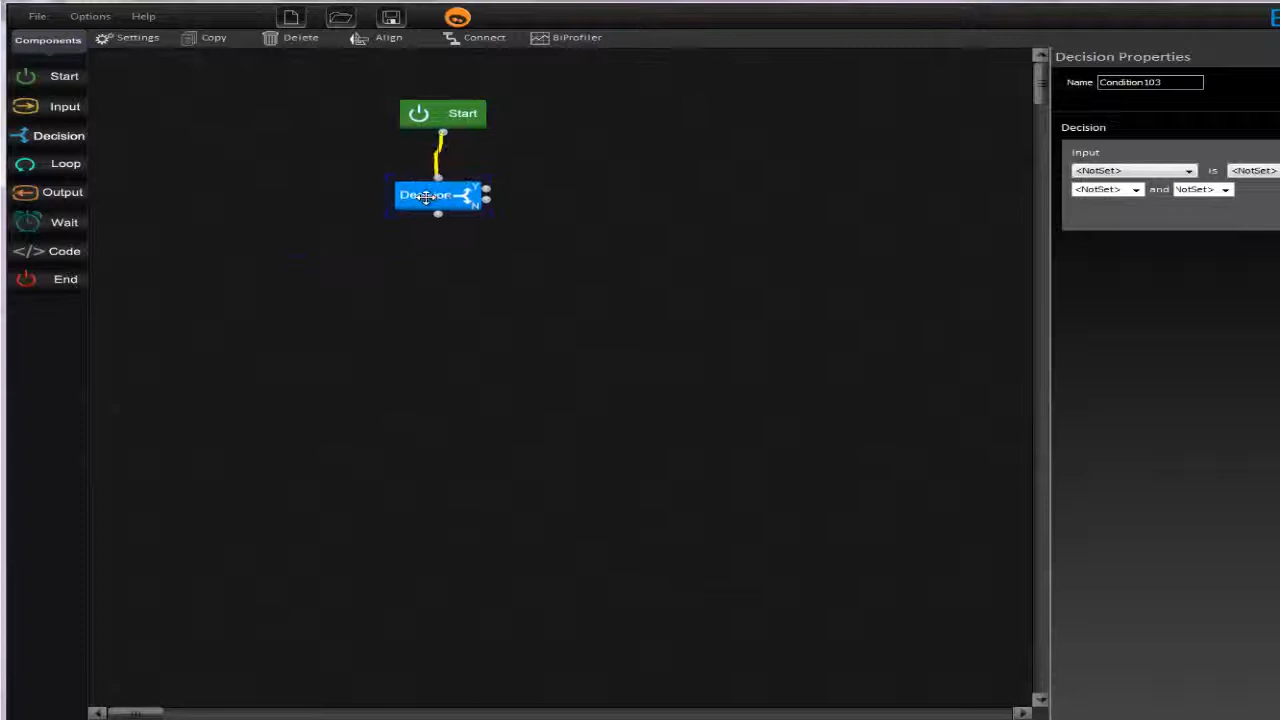 File Options Help
Components Settings Copy Delete Align Connect BiProfiler
Start
Input
Decision
Loop
Output
Wait
</> Code
End
Start
Decision Y
N
Decision Properties
Name Condition103
Decision
Input
<NotSet> is <NotSet>
<NotSet> and NotSet>